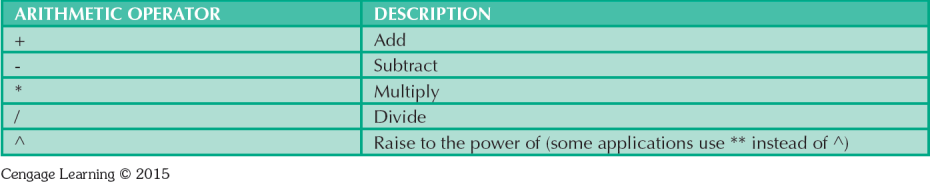 ARITHMETIC OPERATOR DESCRIPTION
+ Add
- Subtract
* Multiply
/ Divide
^ Raise to the power of (some applications use ** instead of ^)
Cengage Learning © 2015